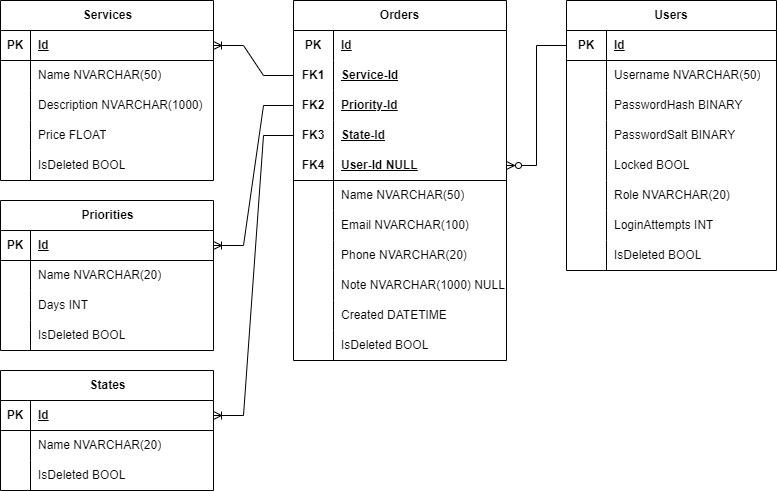 Services
PK Id
Name NVARCHAR(50)
Description NVARCHAR(1000)
Price FLOAT
IsDeleted BOOL
Priorities
PK Id
Name NVARCHAR(20)
Days INT
IsDeleted BOOL
States
PK Id
Name NVARCHAR(20)
IsDeleted BOOL
Orders
PK Id
FK1 Service-Id
FK2 Priority-Id
FK3 State-Id
FK4 User-Id NULL
Name NVARCHAR(50)
Email NVARCHAR(100)
Phone NVARCHAR(20)
Note NVARCHAR(1000) NULL
Created DATETIME
IsDeleted BOOL
Users
PK Id
Username NVARCHAR(50)
PasswordHash BINARY
PasswordSalt BINARY
Locked BOOL
Role NVARCHAR(20)
LoginAttempts INT
IsDeleted BOOL